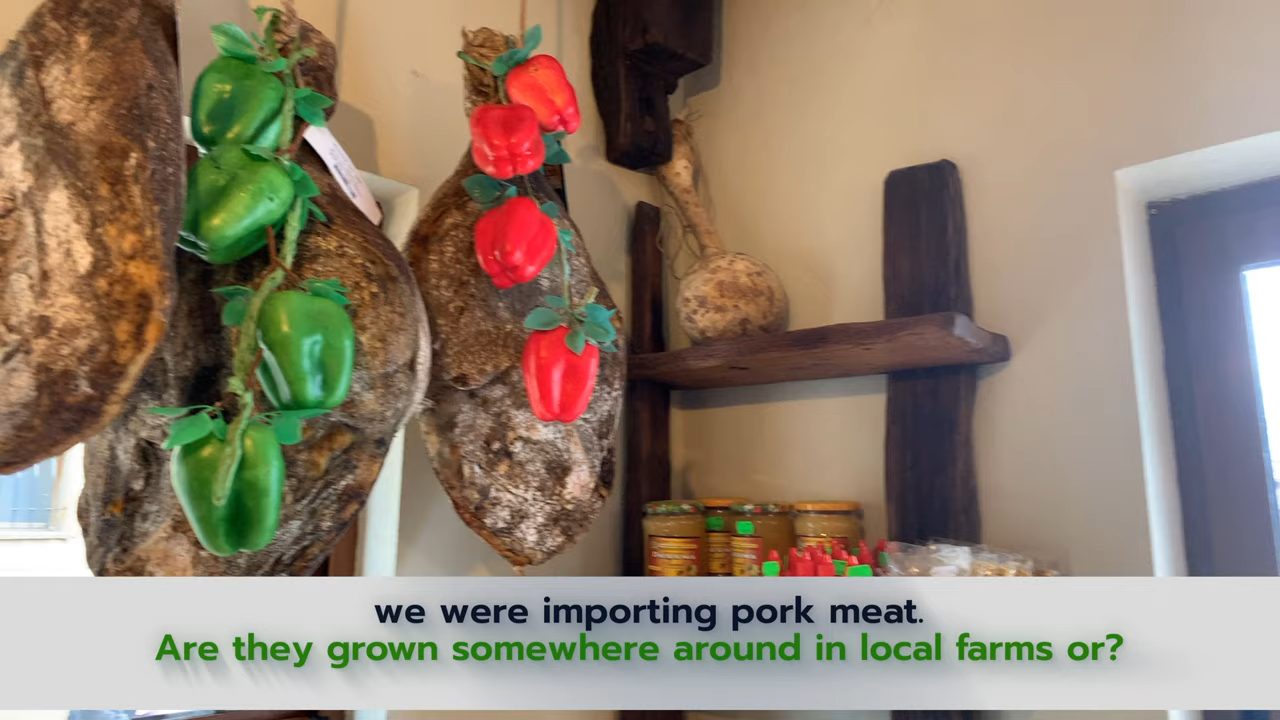 we were importing pork meat.
Are they grown somewhere around in local farms or?